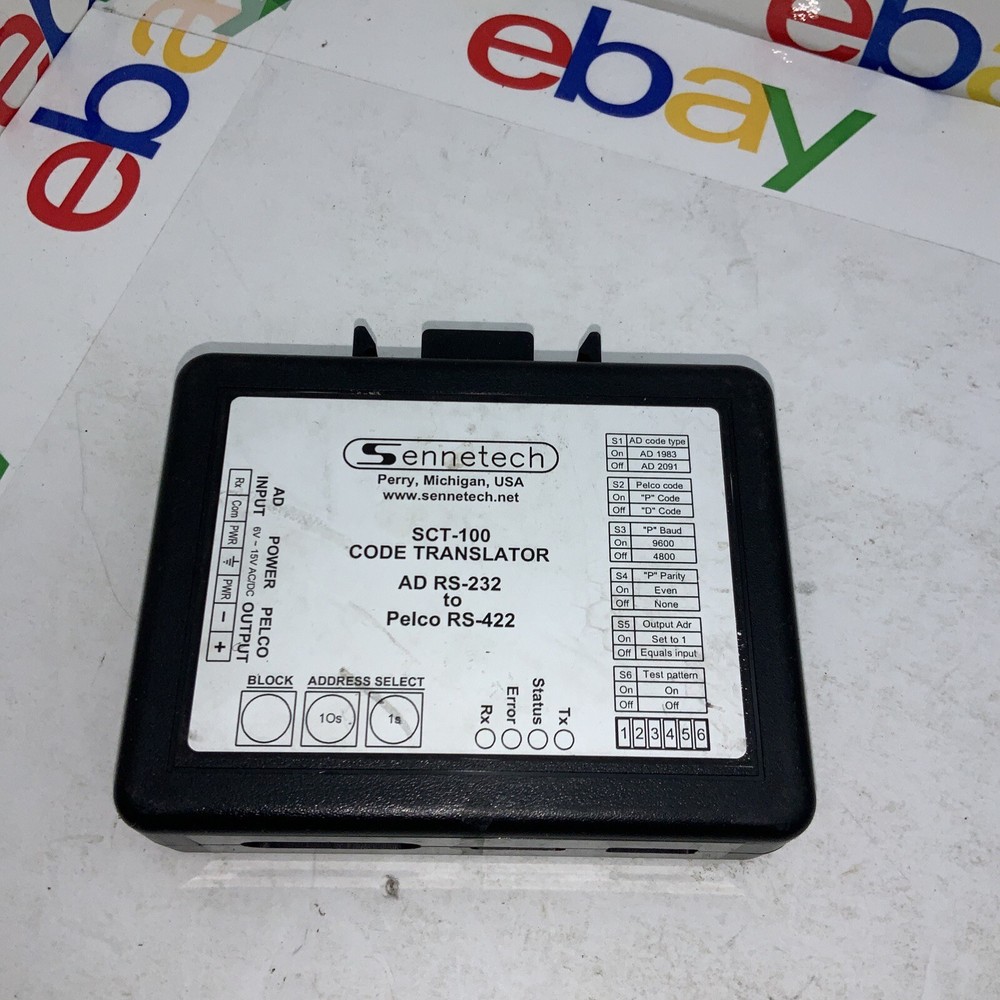 ebay
ebay
ebay
Sennetech
Perry, Michigan, USA
www.sennetech.net
SCT-100
CODE TRANSLATOR
AD RS-232
to
Pelco RS-422
AD
INPUT
POWER
6V ~ 15V AC/DC
PELCO
OUTPUT
Rx Com PWR PWR - +
BLOCK ADDRESS SELECT
10s 1s
Rx Error Status Tx
S1 AD code type
On AD 1983
Off AD 2091
S2 Pelco code
On "P" Code
Off "D" Code
S3 "P" Baud
On 9600
Off 4800
S4 "P" Parity
On Even
Off None
S5 Output Adr
On Set to 1
Off Equals input
S6 Test pattern
On On
Off Off
1 2 3 4 5 6